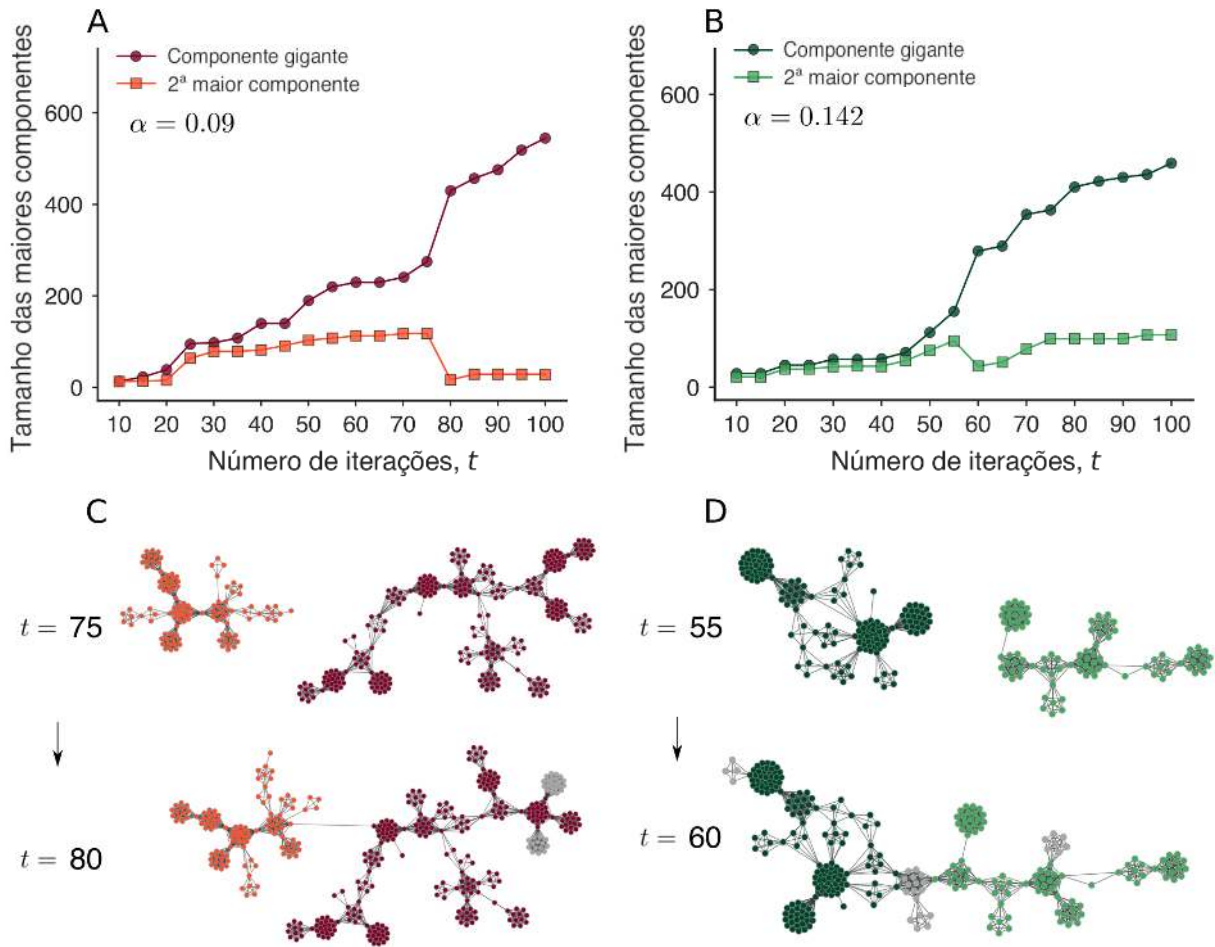 A
Tamanho das maiores componentes
Componente gigante
2ª maior componente
α = 0.09
600
400
200
0
10 20 30 40 50 60 70 80 90 100
Número de iterações, t
B
Tamanho das maiores componentes
Componente gigante
2ª maior componente
α = 0.142
600
400
200
0
10 20 30 40 50 60 70 80 90 100
Número de iterações, t
C
t = 75
t = 80
D
t = 55
t = 60